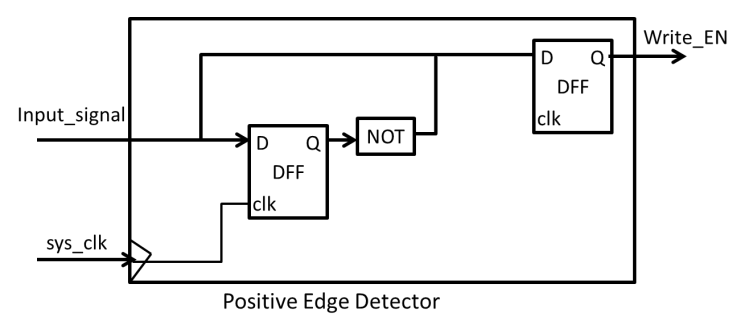 Write_EN
D Q
DFF
clk
Input_signal
D Q
DFF
clk
NOT
sys_clk
Positive Edge Detector